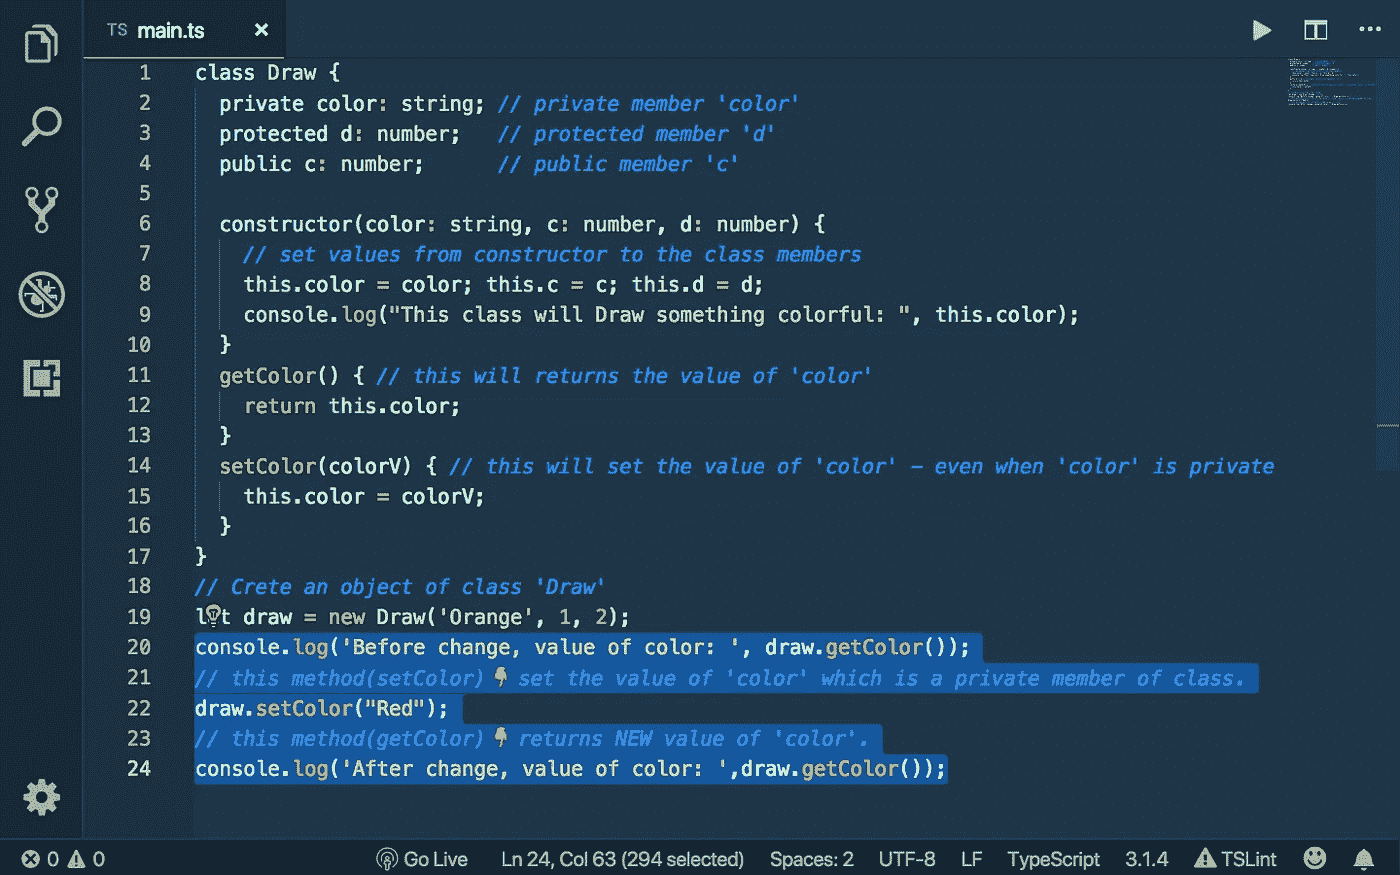 TS main.ts ×
1 class Draw {
2 private color: string; // private member 'color'
3 protected d: number; // protected member 'd'
4 public c: number; // public member 'c'
5
6 constructor(color: string, c: number, d: number) {
7 // set values from constructor to the class members
8 this.color = color; this.c = c; this.d = d;
9 console.log("This class will Draw something colorful: ", this.color);
10 }
11 getColor() { // this will returns the value of 'color'
12 return this.color;
13 }
14 setColor(colorV) { // this will set the value of 'color' – even when 'color' is private
15 this.color = colorV;
16 }
17 }
18 // Crete an object of class 'Draw'
19 let draw = new Draw('Orange', 1, 2);
20 console.log('Before change, value of color: ', draw.getColor());
21 // this method(setColor)👇 set the value of 'color' which is a private member of class.
22 draw.setColor("Red");
23 // this method(getColor)👇 returns NEW value of 'color'.
24 console.log('After change, value of color: ',draw.getColor());
0 0 Go Live Ln 24, Col 63 (294 selected) Spaces: 2 UTF-8 LF TypeScript 3.1.4 TSLint